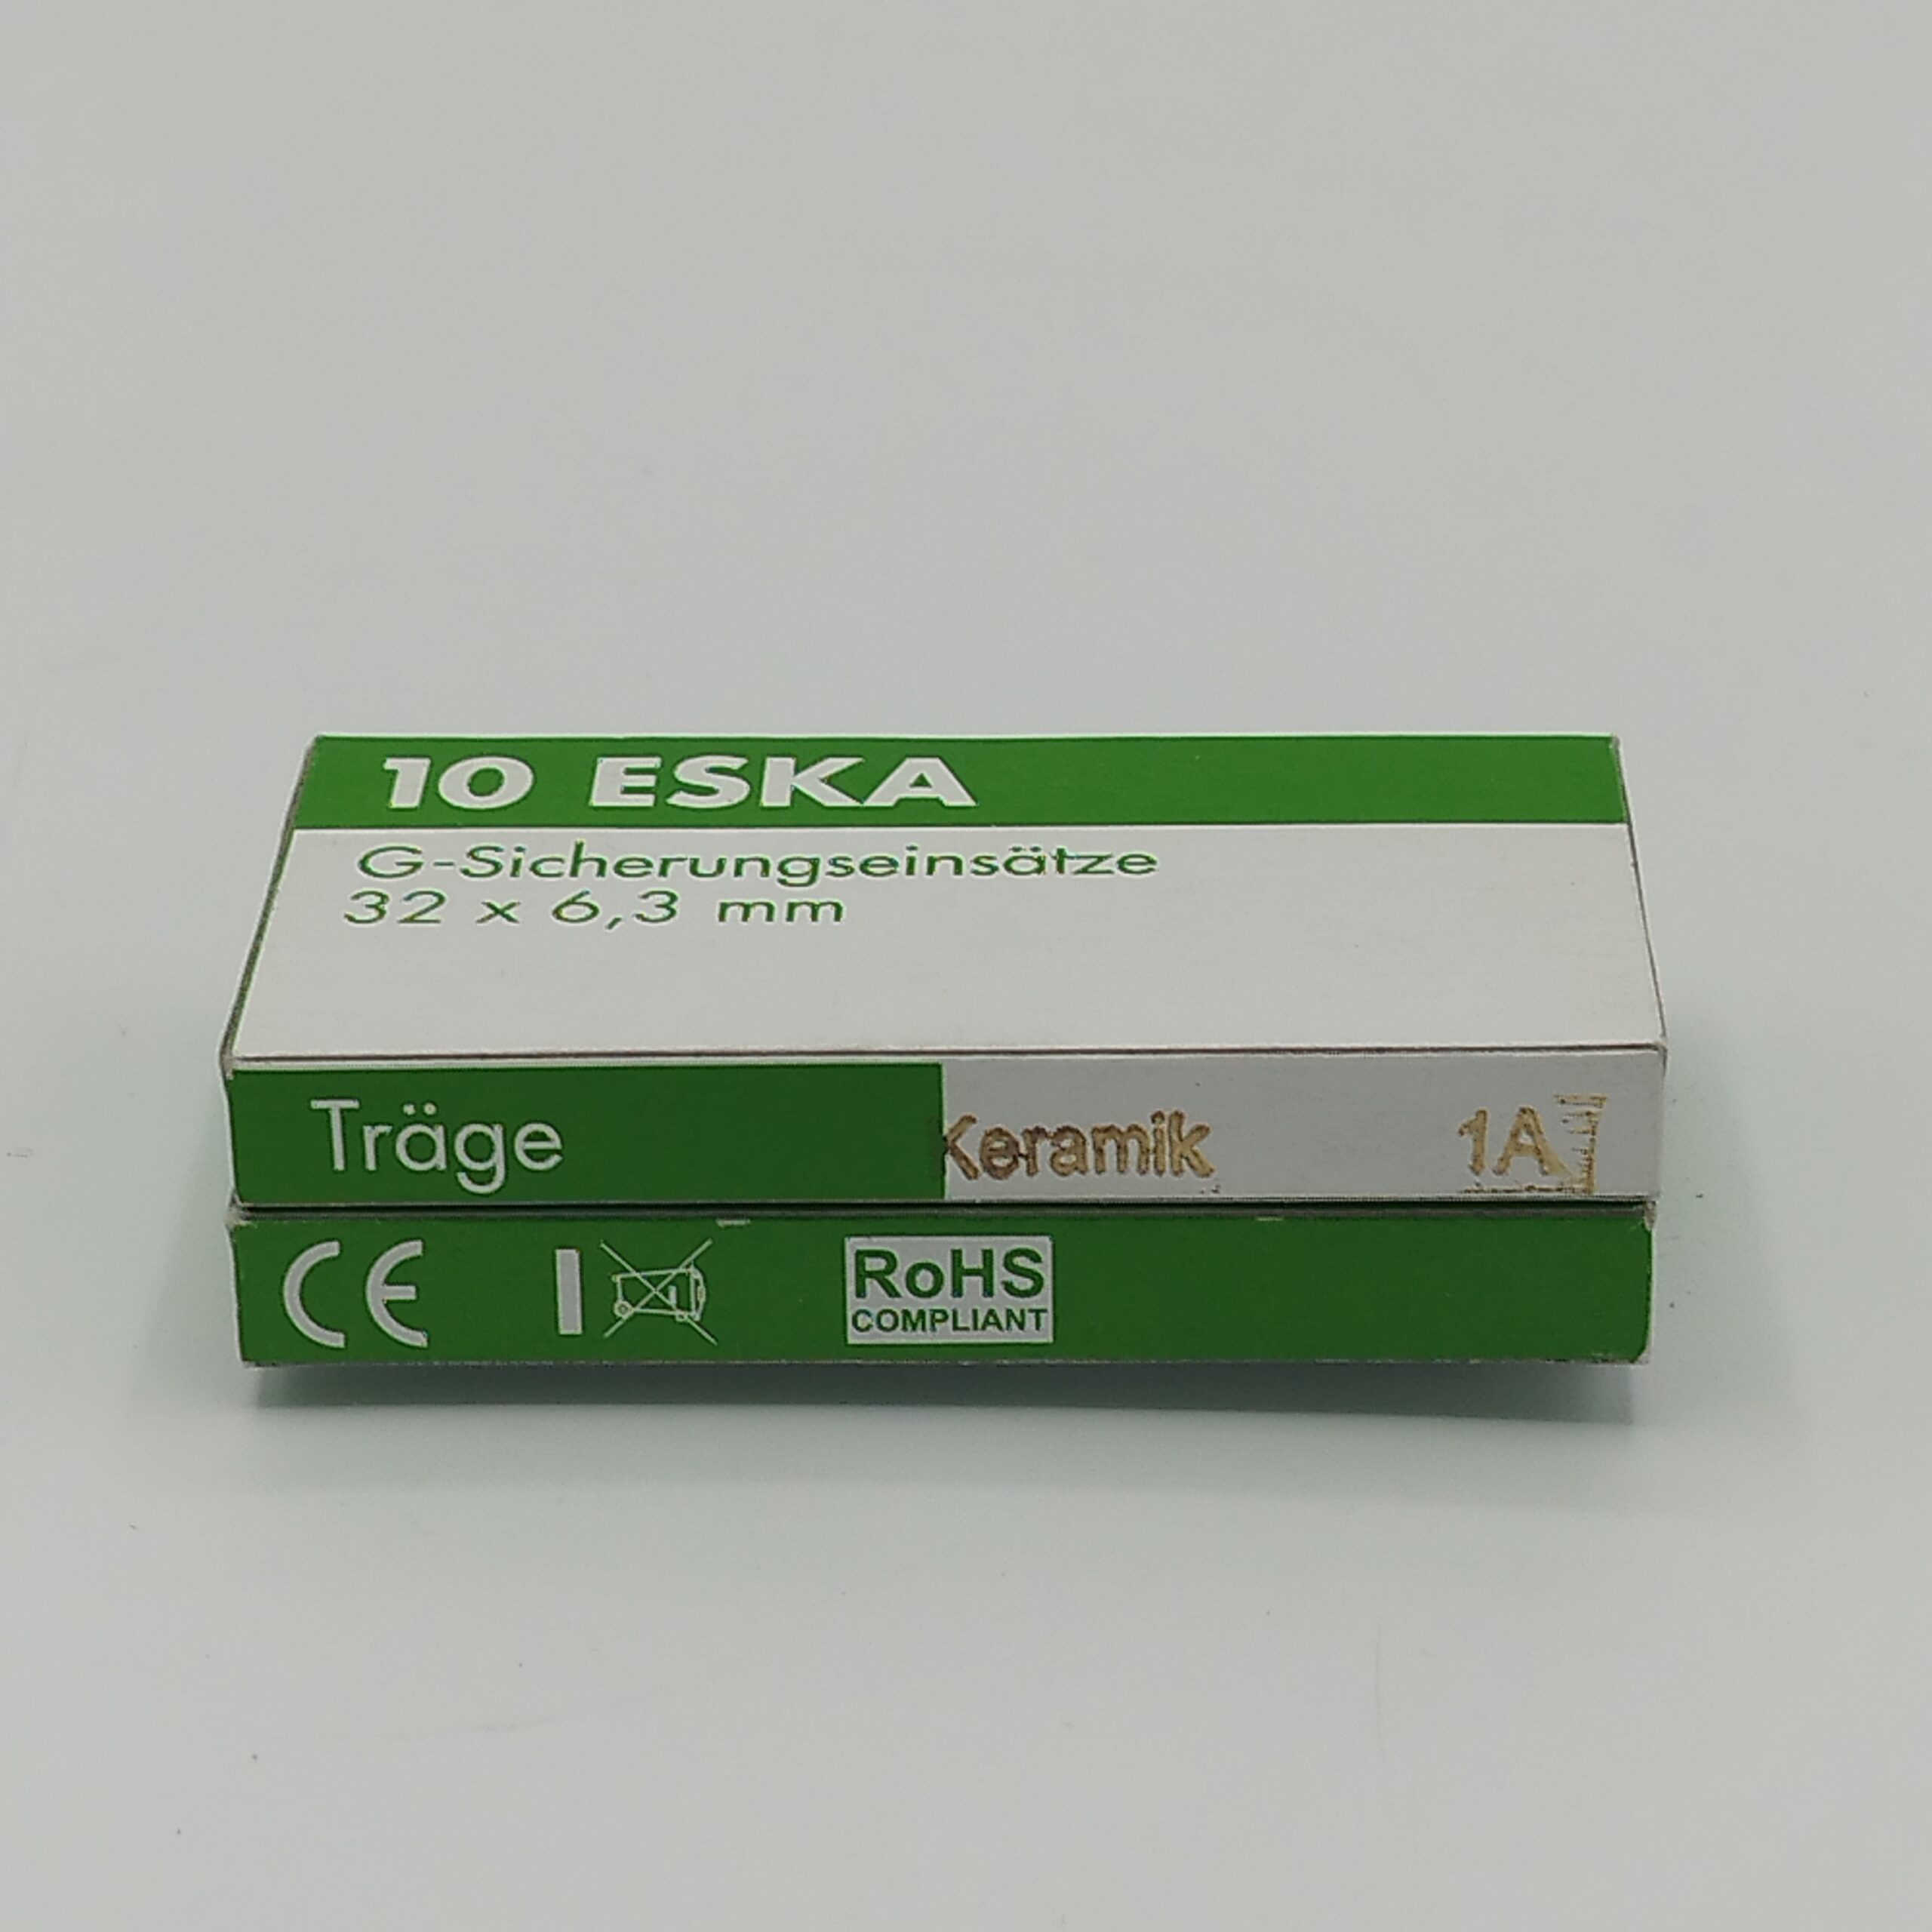 10 ESKA
G-Sicherungseinsätze
32 x 6,3 mm
Träge Keramik 1A
CE RoHS
COMPLIANT